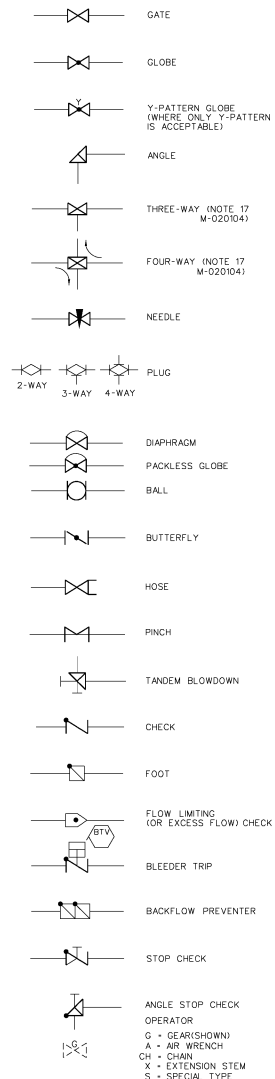 GATE
GLOBE
Y
Y-PATTERN GLOBE
(WHERE ONLY Y-PATTERN
IS ACCEPTABLE)
ANGLE
THREE-WAY (NOTE 17
M-020104)
FOUR-WAY (NOTE 17
M-020104)
NEEDLE
PLUG
2-WAY
3-WAY
4-WAY
DIAPHRAGM
PACKLESS GLOBE
BALL
BUTTERFLY
HOSE
PINCH
TANDEM BLOWDOWN
CHECK
FOOT
FLOW LIMITING
(OR EXCESS FLOW) CHECK
BTV
BLEEDER TRIP
BACKFLOW PREVENTER
STOP CHECK
ANGLE STOP CHECK
OPERATOR
G
G - GEAR(SHOWN)
A - AIR WRENCH
CH - CHAIN
X - EXTENSION STEM
S - SPECIAL TYPE